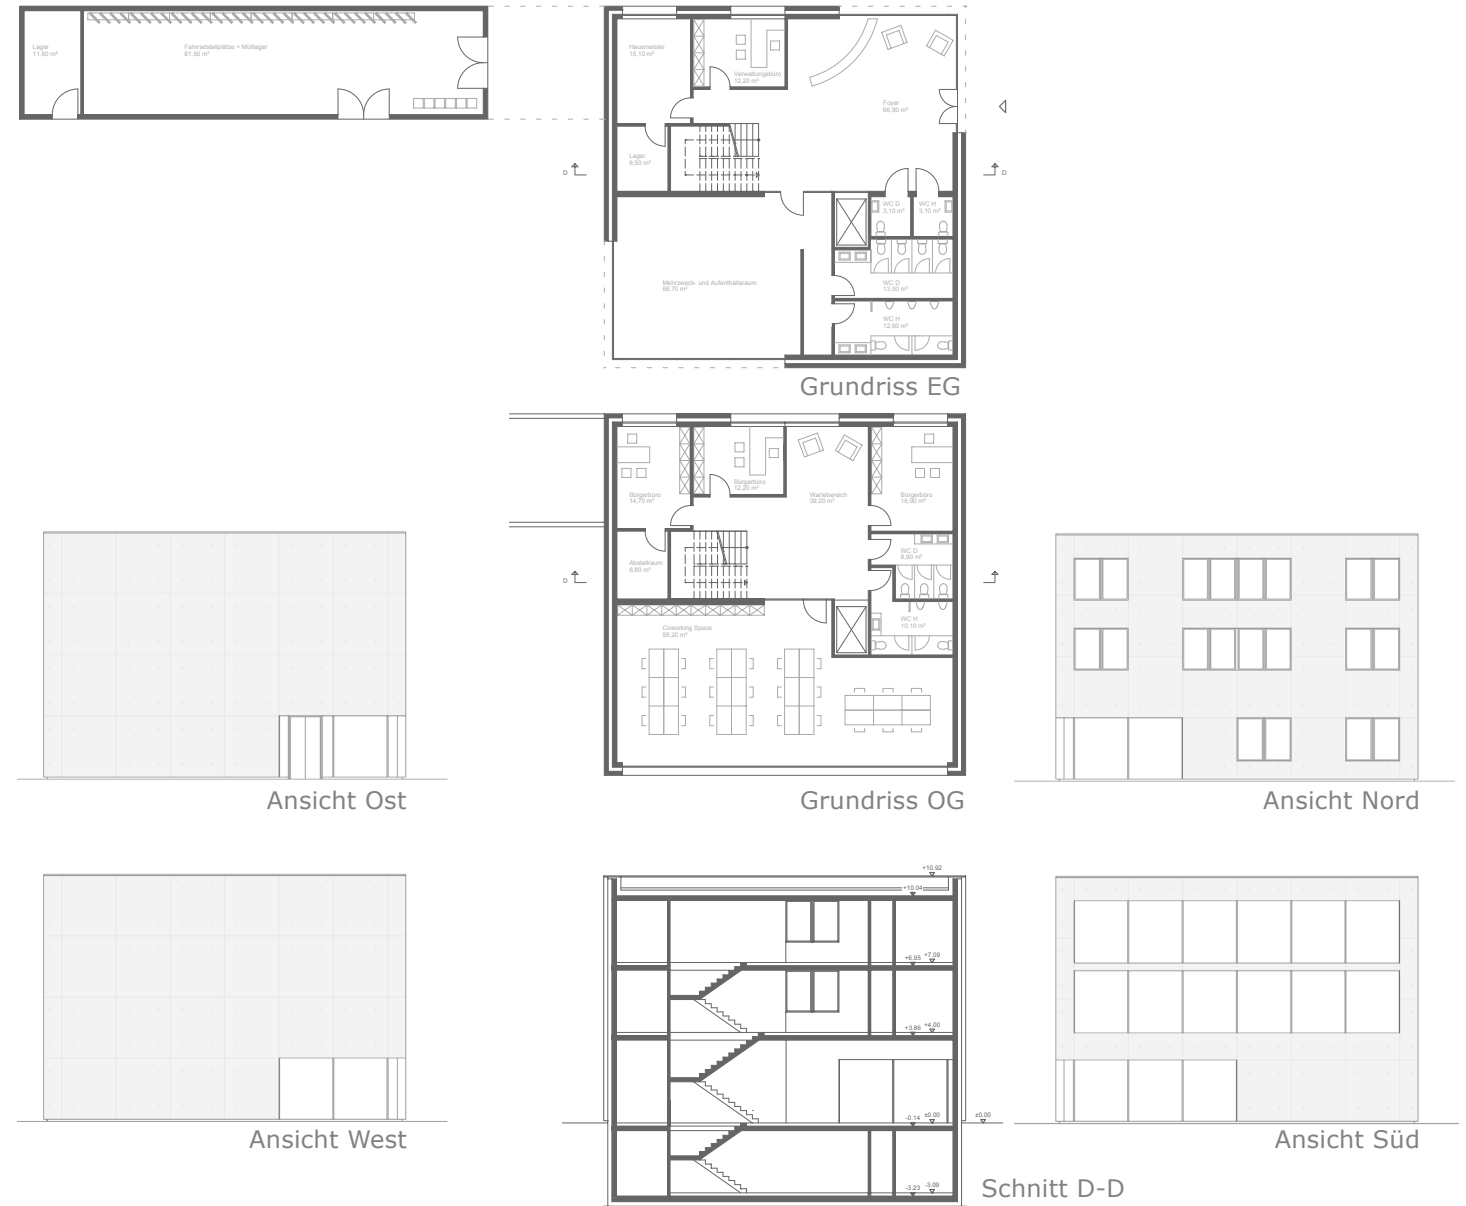 Lager
11,60 m²
Fahrradstellplätze + Mülllager
81,50 m²
Hausmeister
15,10 m²
Verwaltungsbüro
12,20 m²
Foyer
66,90 m²
Lager
6,50 m²
D
D
WC D
3,10 m²
WC H
3,10 m²
Mehrzweck- und Aufenthaltsraum
68,70 m²
WC D
13,00 m²
WC H
12,60 m²
Grundriss EG
Bürgerbüro
14,70 m²
Bürgerbüro
12,20 m²
Wartebereich
39,20 m²
Bürgerbüro
16,90 m²
Abstellraum
6,80 m²
WC D
8,90 m²
D
WC H
10,10 m²
Coworking Space
95,20 m²
Ansicht Ost
Grundriss OG
Ansicht Nord
+10.92
+10.04
+6.95 +7.09
+3.86 +4.00
-0.14 ±0.00 ±0.00
-3.23 -3.09
Ansicht West
Ansicht Süd
Schnitt D-D